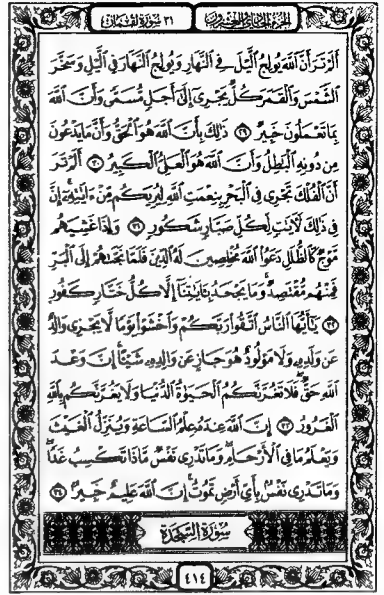 الجزء الحادي والعشرون
٣١ سورة لقمان
أَلَمْ تَرَ أَنَّ ٱللَّهَ يُولِجُ ٱلَّيْلَ فِى ٱلنَّهَارِ وَيُولِجُ ٱلنَّهَارَ فِى ٱلَّيْلِ وَسَخَّرَ
ٱلشَّمْسَ وَٱلْقَمَرَ كُلٌّ يَجْرِىٓ إِلَىٰٓ أَجَلٍ مُّسَمًّى وَأَنَّ ٱللَّهَ
بِمَا تَعْمَلُونَ خَبِيرٌ ٢٩ ذَٰلِكَ بِأَنَّ ٱللَّهَ هُوَ ٱلْحَقُّ وَأَنَّ مَا يَدْعُونَ
مِن دُونِهِ ٱلْبَٰطِلُ وَأَنَّ ٱللَّهَ هُوَ ٱلْعَلِىُّ ٱلْكَبِيرُ ٣٠ أَلَمْ تَرَ
أَنَّ ٱلْفُلْكَ تَجْرِى فِى ٱلْبَحْرِ بِنِعْمَتِ ٱللَّهِ لِيُرِيَكُم مِّنْ ءَايَٰتِهِۦٓ إِنَّ
فِى ذَٰلِكَ لَءَايَٰتٍ لِّكُلِّ صَبَّارٍ شَكُورٍ ٣١ وَإِذَا غَشِيَهُم
مَّوْجٌ كَٱلظُّلَلِ دَعَوُا۟ ٱللَّهَ مُخْلِصِينَ لَهُ ٱلدِّينَ فَلَمَّا نَجَّىٰهُمْ إِلَى ٱلْبَرِّ
فَمِنْهُم مُّقْتَصِدٌ وَمَا يَجْحَدُ بِـَٔايَٰتِنَآ إِلَّا كُلُّ خَتَّارٍ كَفُورٍ
٣٢ يَٰٓأَيُّهَا ٱلنَّاسُ ٱتَّقُوا۟ رَبَّكُمْ وَٱخْشَوْا۟ يَوْمًا لَّا يَجْزِى وَالِدٌ
عَن وَلَدِهِۦ وَلَا مَوْلُودٌ هُوَ جَازٍ عَن وَالِدِهِۦ شَيْـًٔا إِنَّ وَعْدَ
ٱللَّهِ حَقٌّ فَلَا تَغُرَّنَّكُمُ ٱلْحَيَوٰةُ ٱلدُّنْيَا وَلَا يَغُرَّنَّكُم بِٱللَّهِ
ٱلْغَرُورُ ٣٣ إِنَّ ٱللَّهَ عِندَهُۥ عِلْمُ ٱلسَّاعَةِ وَيُنَزِّلُ ٱلْغَيْثَ
وَيَعْلَمُ مَا فِى ٱلْأَرْحَامِ وَمَا تَدْرِى نَفْسٌ مَّاذَا تَكْسِبُ غَدًا
وَمَا تَدْرِى نَفْسٌۢ بِأَىِّ أَرْضٍ تَمُوتُ إِنَّ ٱللَّهَ عَلِيمٌ خَبِيرٌۢ ٣٤
سُورَةُ السَّجْدَةِ
٤١٤